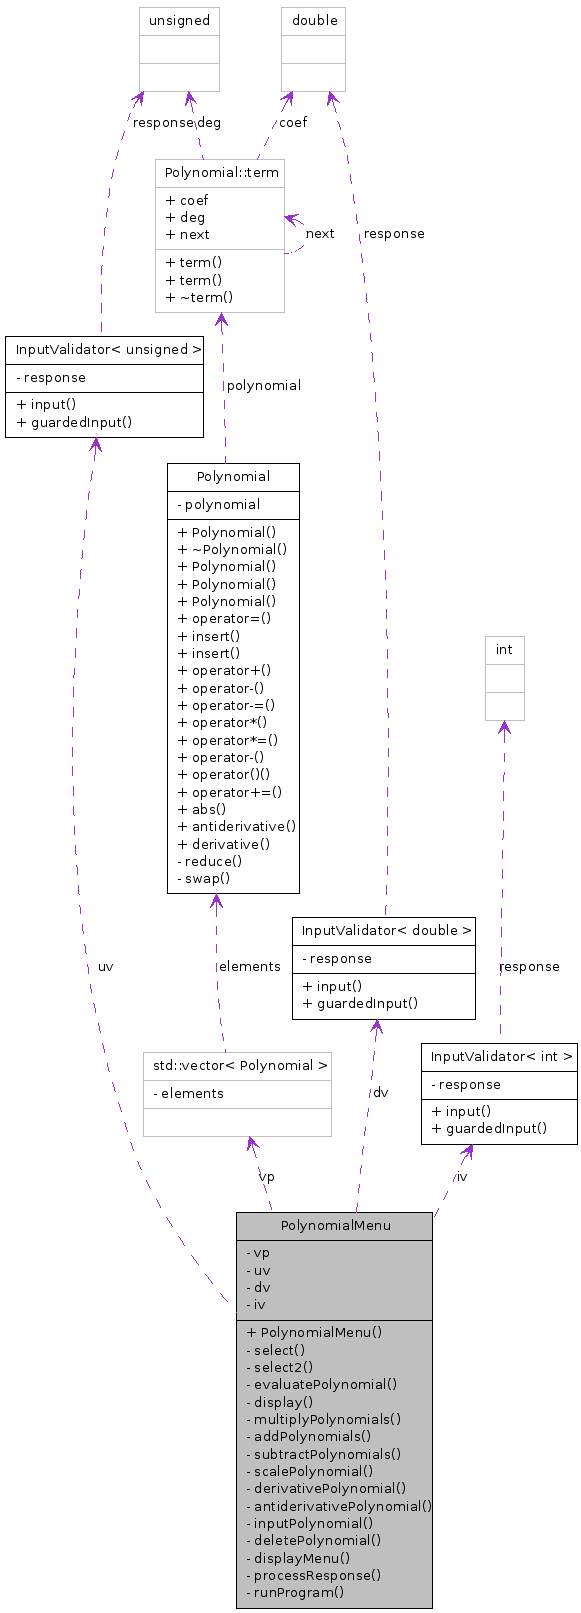 unsigned
double
response
deg
coef
Polynomial::term
+ coef
+ deg
+ next
+ term()
+ term()
+ ~term()
next
response
InputValidator< unsigned >
- response
+ input()
+ guardedInput()
polynomial
Polynomial
- polynomial
+ Polynomial()
+ ~Polynomial()
+ Polynomial()
+ Polynomial()
+ Polynomial()
+ operator=()
+ insert()
+ insert()
+ operator+()
+ operator-()
+ operator-=()
+ operator*()
+ operator*=()
+ operator-()
+ operator()()
+ operator+=()
+ abs()
+ antiderivative()
+ derivative()
- reduce()
- swap()
int
InputValidator< double >
- response
+ input()
+ guardedInput()
uv
elements
response
std::vector< Polynomial >
- elements
InputValidator< int >
- response
+ input()
+ guardedInput()
dv
vp
iv
PolynomialMenu
- vp
- uv
- dv
- iv
+ PolynomialMenu()
- select()
- select2()
- evaluatePolynomial()
- display()
- multiplyPolynomials()
- addPolynomials()
- subtractPolynomials()
- scalePolynomial()
- derivativePolynomial()
- antiderivativePolynomial()
- inputPolynomial()
- deletePolynomial()
- displayMenu()
- processResponse()
- runProgram()